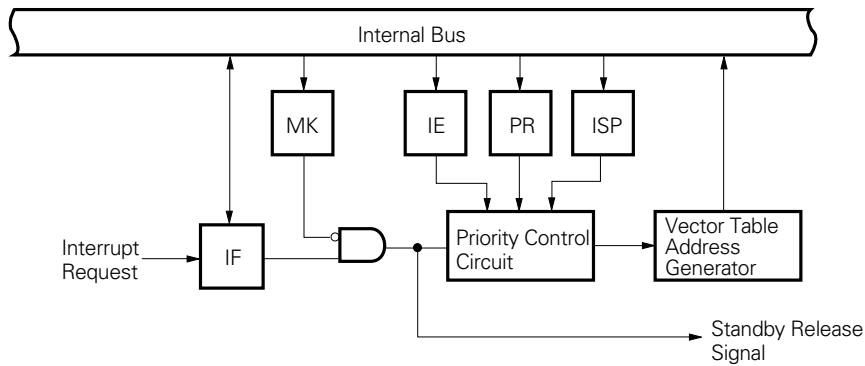 Internal Bus
MK
IE
PR
ISP
Interrupt
Request
IF
Priority Control
Circuit
Vector Table
Address
Generator
Standby Release
Signal